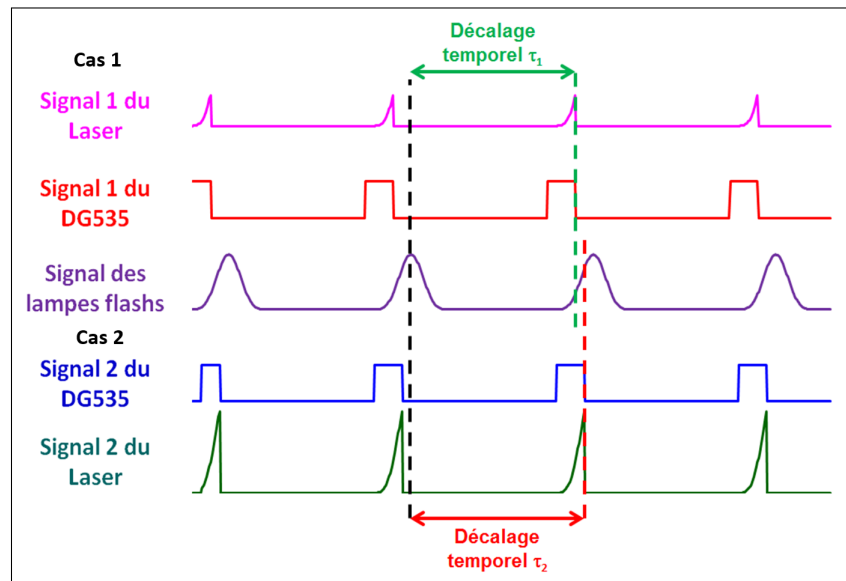 Décalage
temporel τ₁
Cas 1
Signal 1 du
Laser
Signal 1 du
DG535
Signal des
lampes flashs
Cas 2
Signal 2 du
DG535
Signal 2 du
Laser
Décalage
temporel τ₂